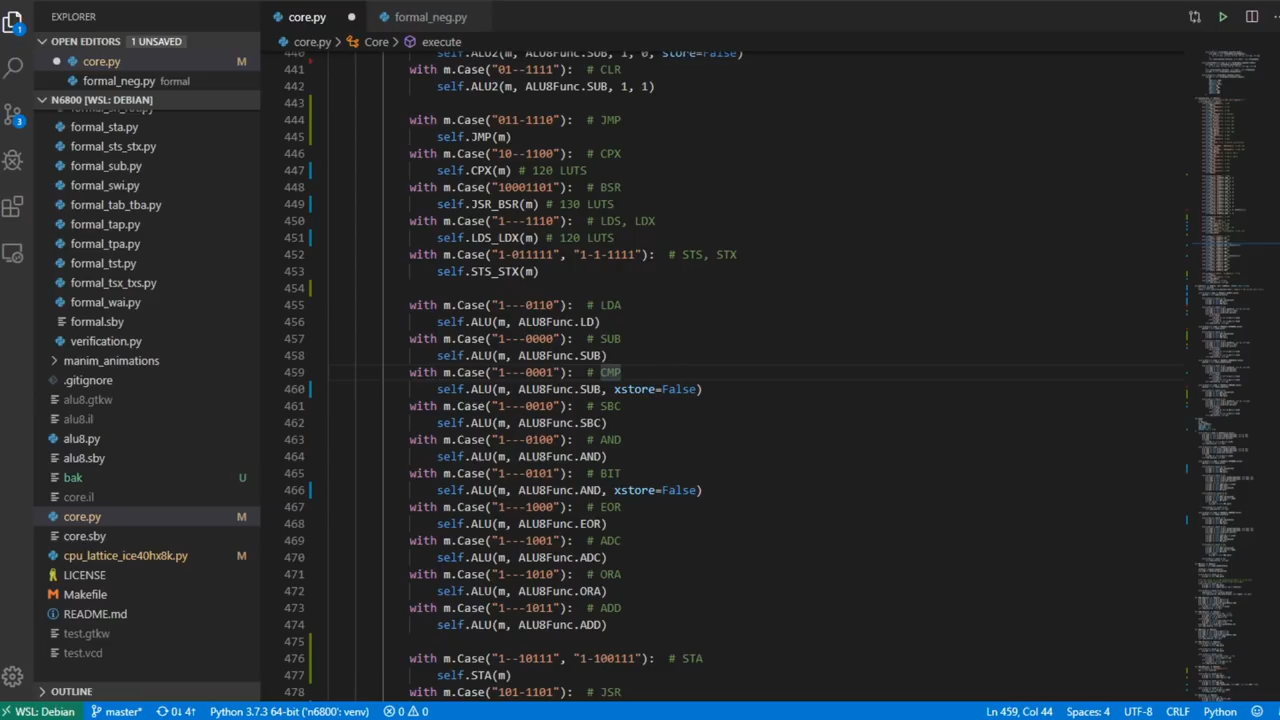 EXPLORER
OPEN EDITORS 1 UNSAVED
core.py M
formal_neg.py formal
N6800 [WSL: DEBIAN]
formal_sta.py
formal_sts_stx.py
formal_sub.py
formal_swi.py
formal_tab_tba.py
formal_tap.py
formal_tpa.py
formal_tst.py
formal_tsx_txs.py
formal_wai.py
formal.sby
verification.py
manim_animations
.gitignore
alu8.gtkw
alu8.il
alu8.py
alu8.sby
bak U
core.il
core.py M
core.sby
cpu_lattice_ice40hx8k.py M
LICENSE
Makefile
README.md
test.gtkw
test.vcd
OUTLINE
1
3
core.py formal_neg.py
core.py > Core > execute
440 self.ALU2(m, ALU8Func.SUB, 1, 0, store=False)
441 with m.Case("01--1111"): # CLR
442 self.ALU2(m, ALU8Func.SUB, 1, 1)
443
444 with m.Case("011-1110"): # JMP
445 self.JMP(m)
446 with m.Case("10--1100"): # CPX
447 self.CPX(m) # 120 LUTS
448 with m.Case("10001101"): # BSR
449 self.JSR_BSR(m) # 130 LUTS
450 with m.Case("1---1110"): # LDS, LDX
451 self.LDS_LDX(m) # 120 LUTS
452 with m.Case("1-011111", "1-1-1111"): # STS, STX
453 self.STS_STX(m)
454
455 with m.Case("1---0110"): # LDA
456 self.ALU(m, ALU8Func.LD)
457 with m.Case("1---0000"): # SUB
458 self.ALU(m, ALU8Func.SUB)
459 with m.Case("1---0001"): # CMP
460 self.ALU(m, ALU8Func.SUB, xstore=False)
461 with m.Case("1---0010"): # SBC
462 self.ALU(m, ALU8Func.SBC)
463 with m.Case("1---0100"): # AND
464 self.ALU(m, ALU8Func.AND)
465 with m.Case("1---0101"): # BIT
466 self.ALU(m, ALU8Func.AND, xstore=False)
467 with m.Case("1---1000"): # EOR
468 self.ALU(m, ALU8Func.EOR)
469 with m.Case("1---1001"): # ADC
470 self.ALU(m, ALU8Func.ADC)
471 with m.Case("1---1010"): # ORA
472 self.ALU(m, ALU8Func.ORA)
473 with m.Case("1---1011"): # ADD
474 self.ALU(m, ALU8Func.ADD)
475
476 with m.Case("1--10111", "1-100111"): # STA
477 self.STA(m)
478 with m.Case("101-1101"): # JSR
WSL: Debian master* 0↓ 4↑ Python 3.7.3 64-bit ('n6800': venv) 0 0 Ln 459, Col 44 Spaces: 4 UTF-8 CRLF Python